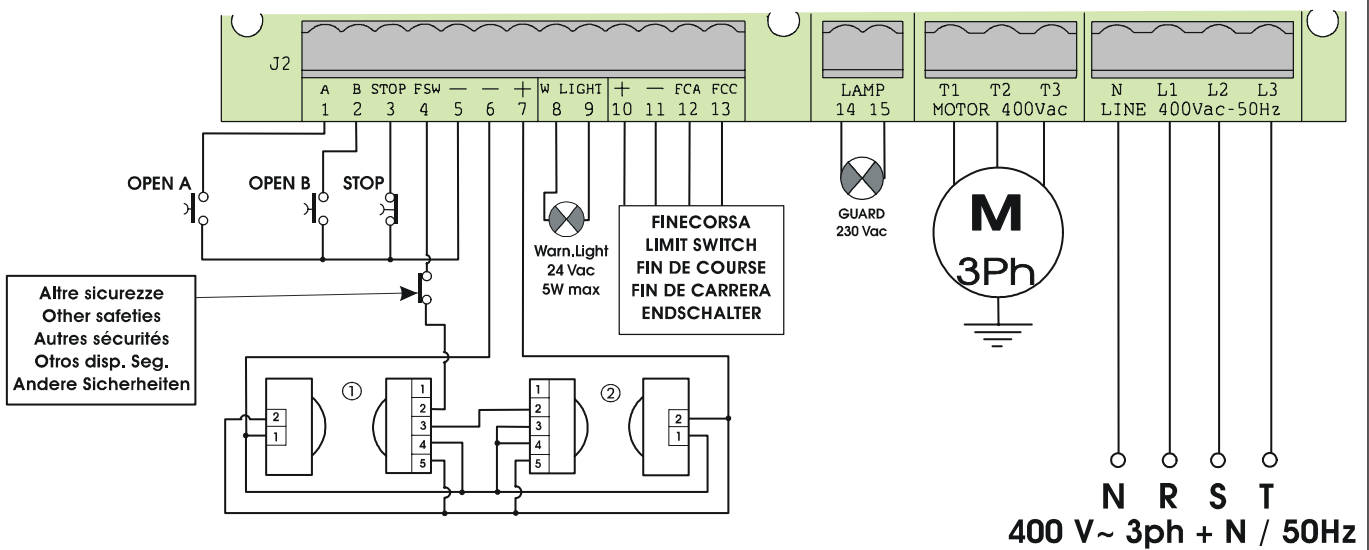 J2
A B STOP FSW — — + W LIGHT + — FCA FCC
1 2 3 4 5 6 7 8 9 10 11 12 13
LAMP
14 15
T1 T2 T3
MOTOR 400Vac
N L1 L2 L3
LINE 400Vac-50Hz
OPEN A
OPEN B
STOP
Warn.Light
24 Vac
5W max
FINECORSA
LIMIT SWITCH
FIN DE COURSE
FIN DE CARRERA
ENDSCHALTER
GUARD
230 Vac
M
3Ph
Altre sicurezze
Other safeties
Autres sécurités
Otros disp. Seg.
Andere Sicherheiten
2
1
①
1
2
3
4
5
1
2
3
4
5
②
2
1
N R S T
400 V~ 3ph + N / 50Hz